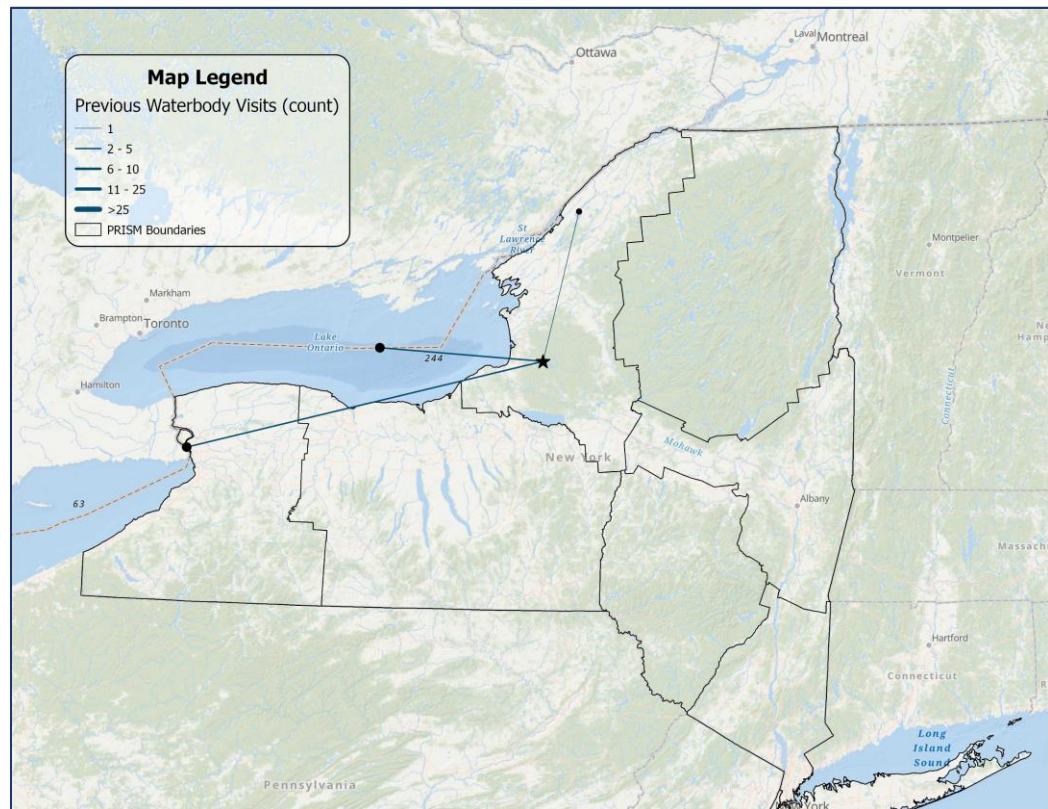 Map Legend
Previous Waterbody Visits (count)
1
2 - 5
6 - 10
11 - 25
>25
PRISM Boundaries
Ottawa
Laval
Montreal
St
Lawrence
River
Montpelier
Vermont
Markham
Brampton
Toronto
Lake
Ontario
244
Hamilton
Connecticut
Mohawk
New York
63
Albany
Hartford
Connecticut
Long
Island
Sound
Pennsylvania